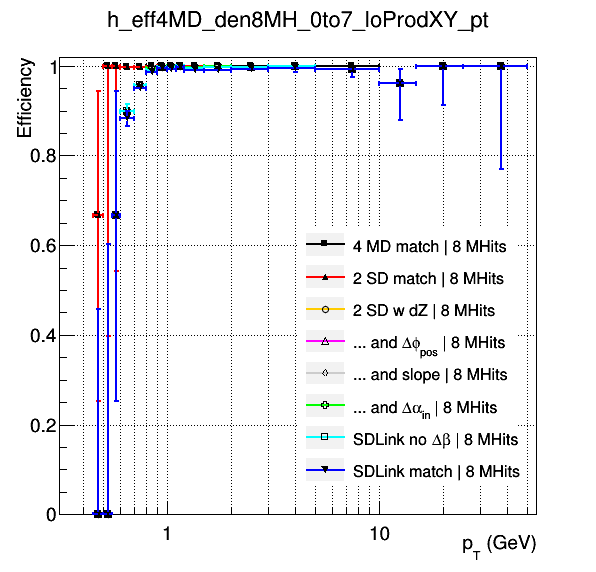 h_eff4MD_den8MH_0to7_loProdXY_pt
Efficiency
1
0.8
0.6
0.4
0.2
0
4 MD match | 8 MHits
2 SD match | 8 MHits
2 SD w dZ | 8 MHits
... and Δϕpos | 8 MHits
... and slope | 8 MHits
... and Δαin | 8 MHits
SDLink no Δβ | 8 MHits
SDLink match | 8 MHits
1 10
pT (GeV)